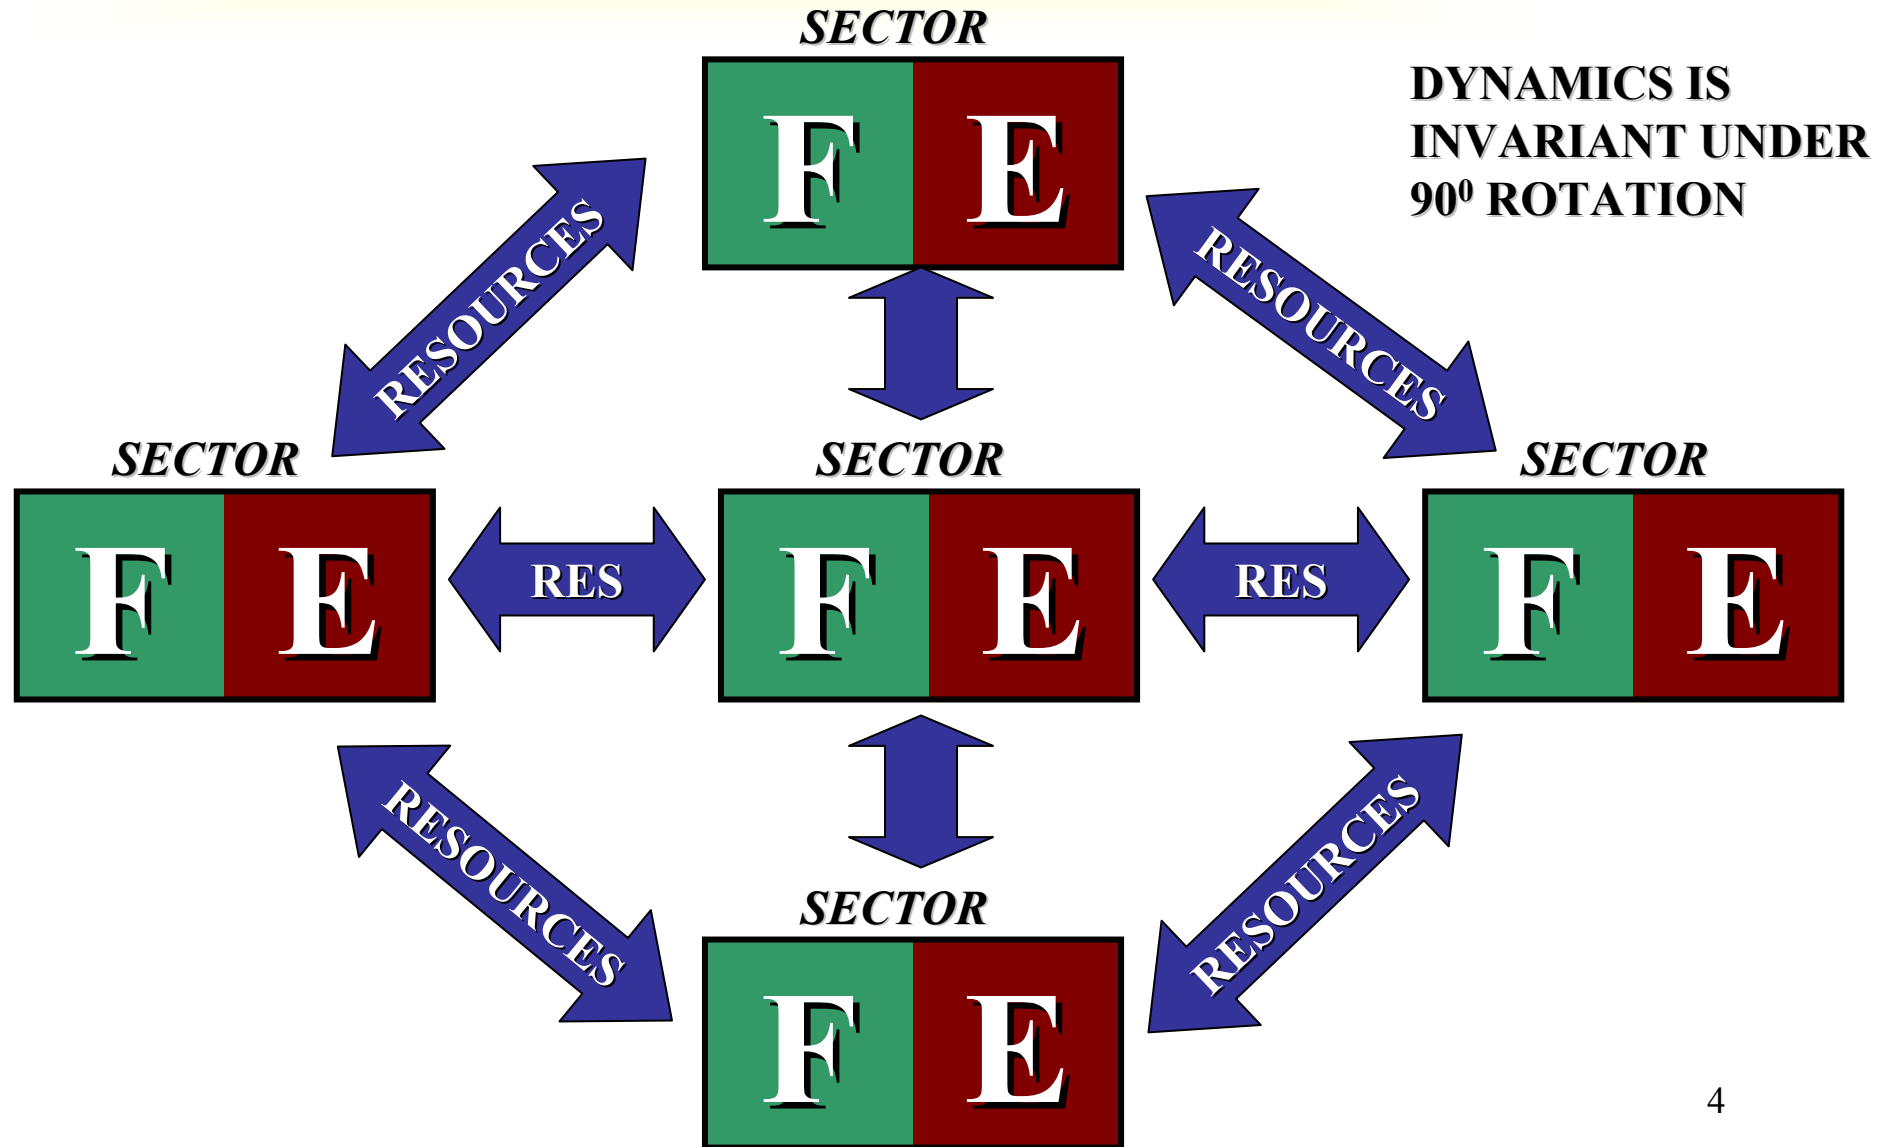 SECTOR
F E
DYNAMICS IS
INVARIANT UNDER
90⁰ ROTATION
RESOURCES
RESOURCES
SECTOR
SECTOR
SECTOR
F E
RES
F E
RES
F E
RESOURCES
RESOURCES
SECTOR
F E
4